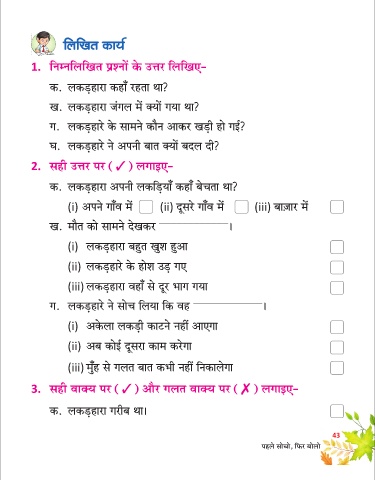 लिखित कार्य
1. निम्नलिखित प्रश्नों के उत्तर लिखिए–
क. लकड़हारा कहाँ रहता था?
ख. लकड़हारा जंगल में क्यों गया था?
ग. लकड़हारे के सामने कौन आकर खड़ी हो गई?
घ. लकड़हारे ने अपनी बात क्यों बदल दी?
2. सही उत्तर पर (✓) लगाइए–
क. लकड़हारा अपनी लकड़ियाँ कहाँ बेचता था?
(i) अपने गाँव में (ii) दूसरे गाँव में (iii) बाज़ार में
ख. मौत को सामने देखकर ____________।
(i) लकड़हारा बहुत खुश हुआ
(ii) लकड़हारे के होश उड़ गए
(iii) लकड़हारा वहाँ से दूर भाग गया
ग. लकड़हारे ने सोच लिया कि वह ____________।
(i) अकेला लकड़ी काटने नहीं आएगा
(ii) अब कोई दूसरा काम करेगा
(iii) मुँह से गलत बात कभी नहीं निकालेगा
3. सही वाक्य पर (✓) और गलत वाक्य पर (✗) लगाइए–
क. लकड़हारा गरीब था।
43
पहले सोचो, फिर बोलो